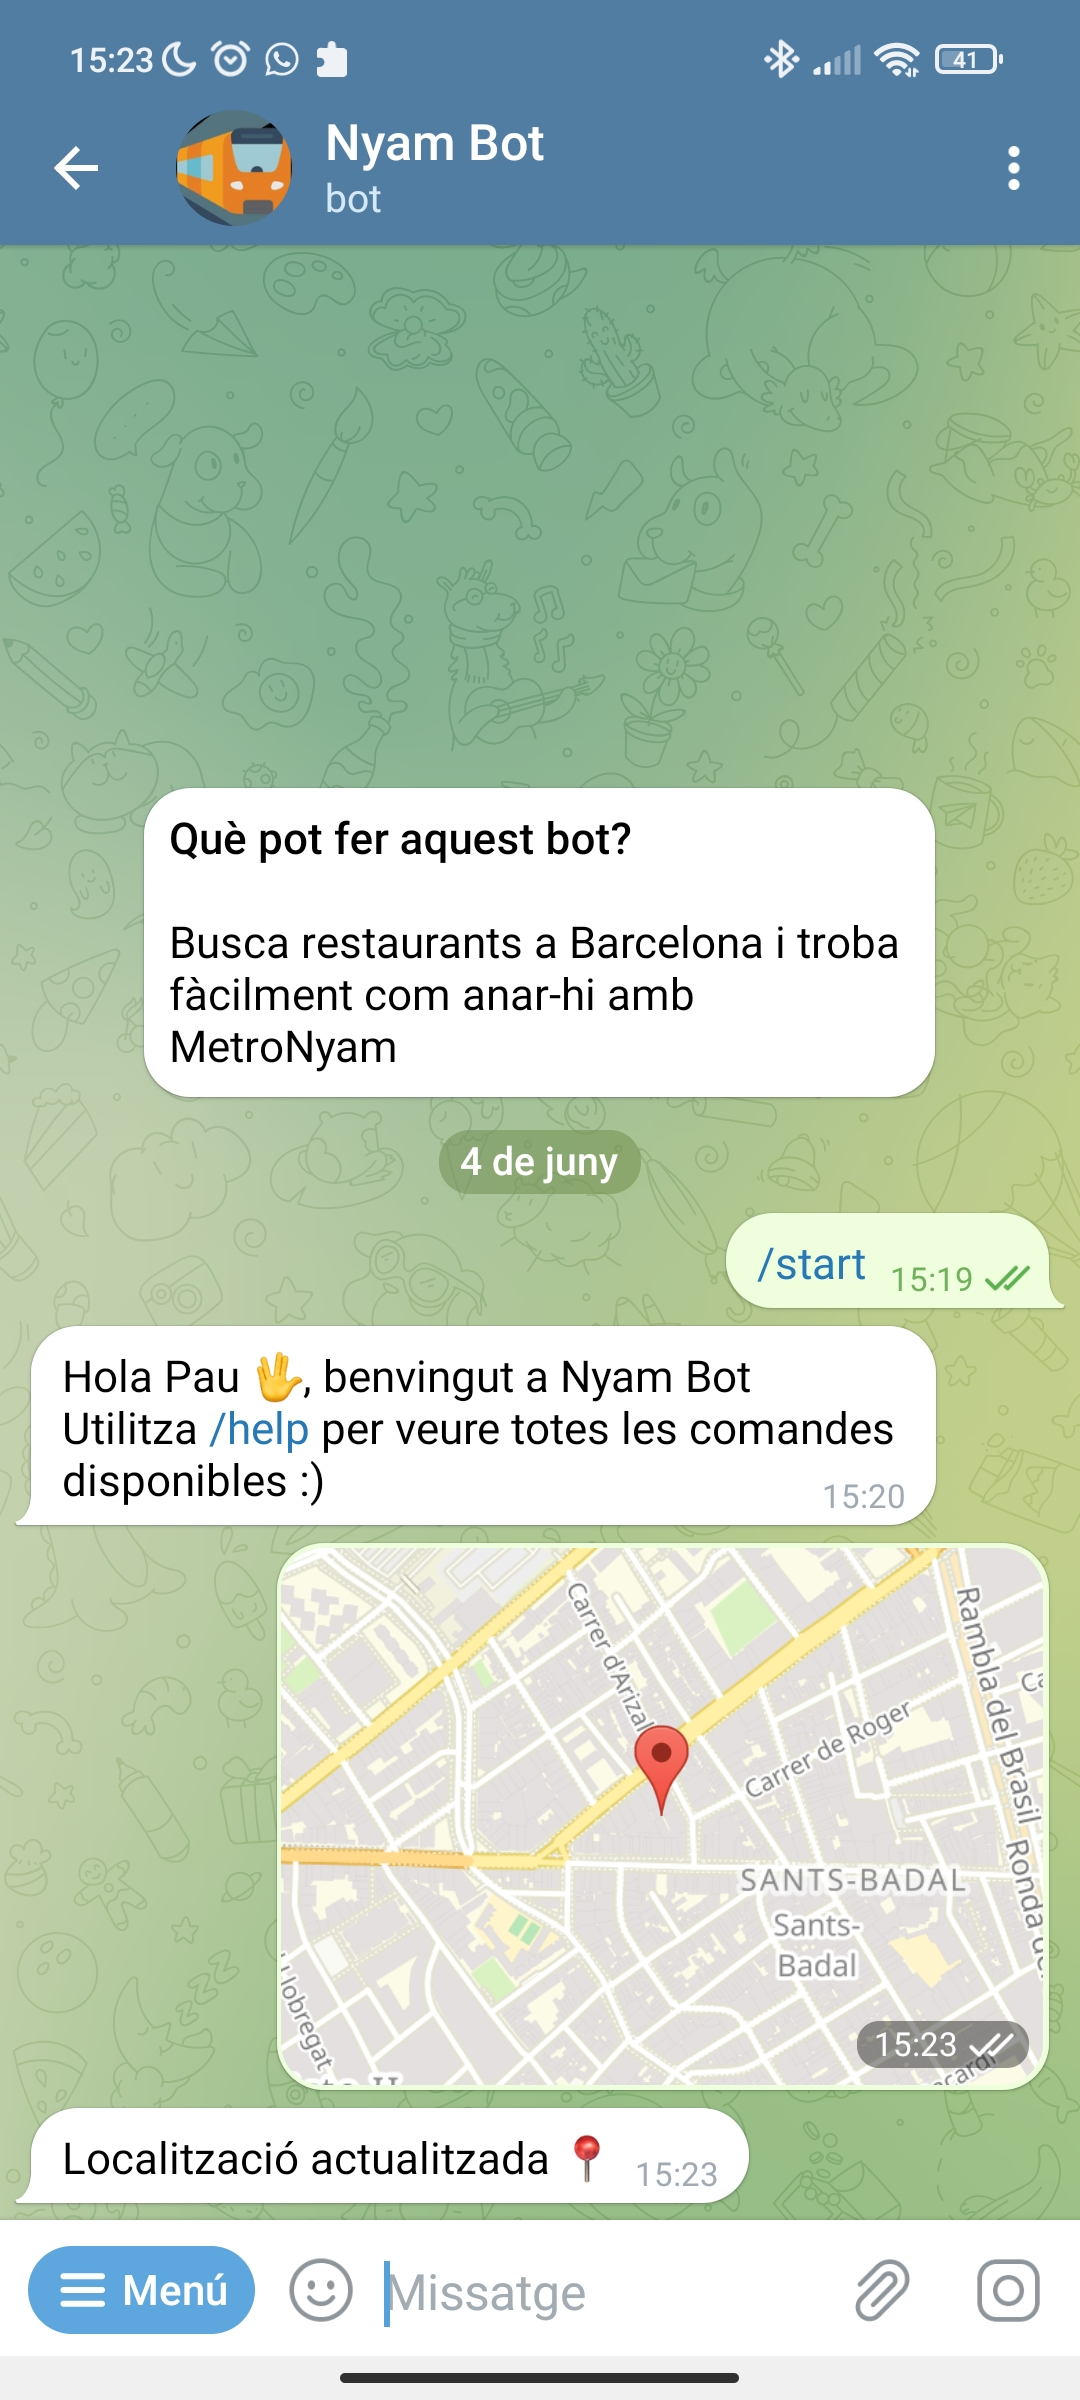 15:23
41
Nyam Bot
bot
Què pot fer aquest bot?
Busca restaurants a Barcelona i troba
fàcilment com anar-hi amb
MetroNyam
4 de juny
/start 15:19
Hola Pau 🖖, benvingut a Nyam Bot
Utilitza /help per veure totes les comandes
disponibles :)
15:20
Carrer d'Arizal
Rambla del Brasil
Carrer de Roger
SANTS-BADAL
Sants-
Badal
Ronda
Llobregat
15:23
Localització actualitzada 📍 15:23
Menú
Missatge